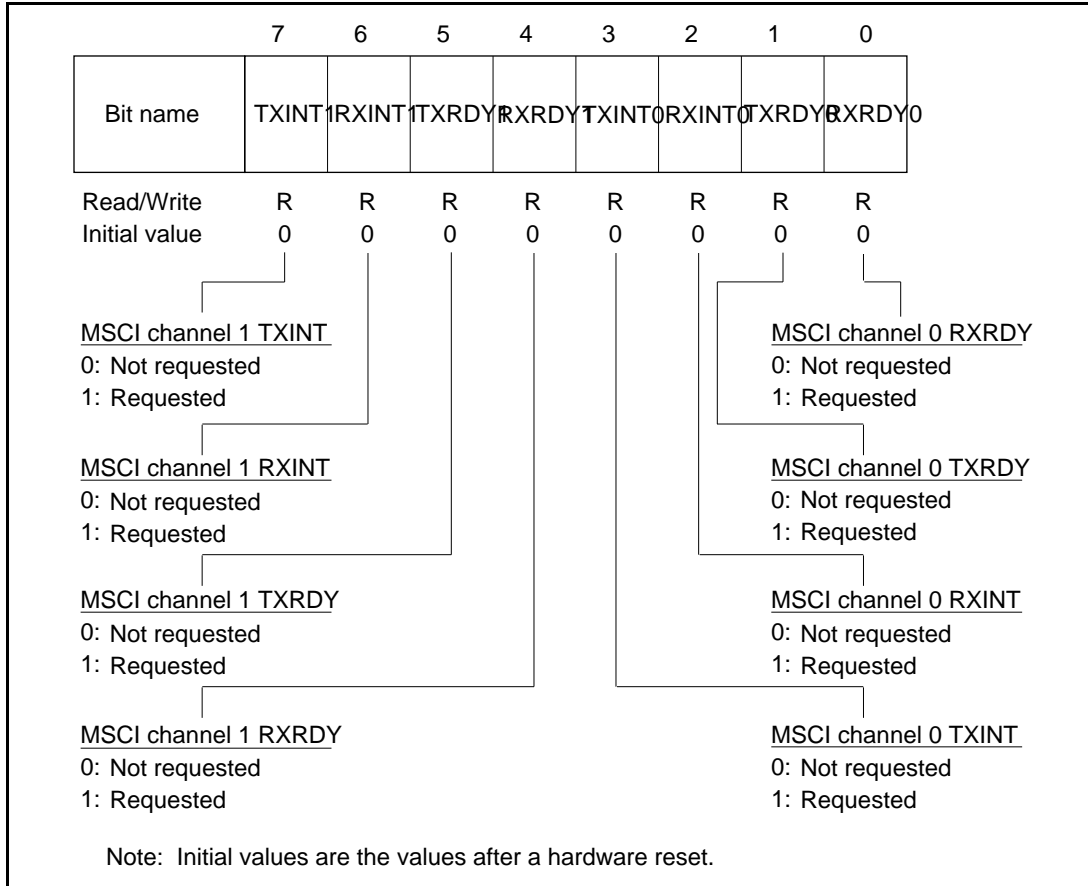 7 6 5 4 3 2 1 0
Bit name TXINT1 RXINT1 TXRDY1 RXRDY1 TXINT0 RXINT0 TXRDY0 RXRDY0
Read/Write R R R R R R R R
Initial value 0 0 0 0 0 0 0 0
MSCI channel 1 TXINT
0: Not requested
1: Requested
MSCI channel 1 RXINT
0: Not requested
1: Requested
MSCI channel 1 TXRDY
0: Not requested
1: Requested
MSCI channel 1 RXRDY
0: Not requested
1: Requested
MSCI channel 0 RXRDY
0: Not requested
1: Requested
MSCI channel 0 TXRDY
0: Not requested
1: Requested
MSCI channel 0 RXINT
0: Not requested
1: Requested
MSCI channel 0 TXINT
0: Not requested
1: Requested
Note: Initial values are the values after a hardware reset.